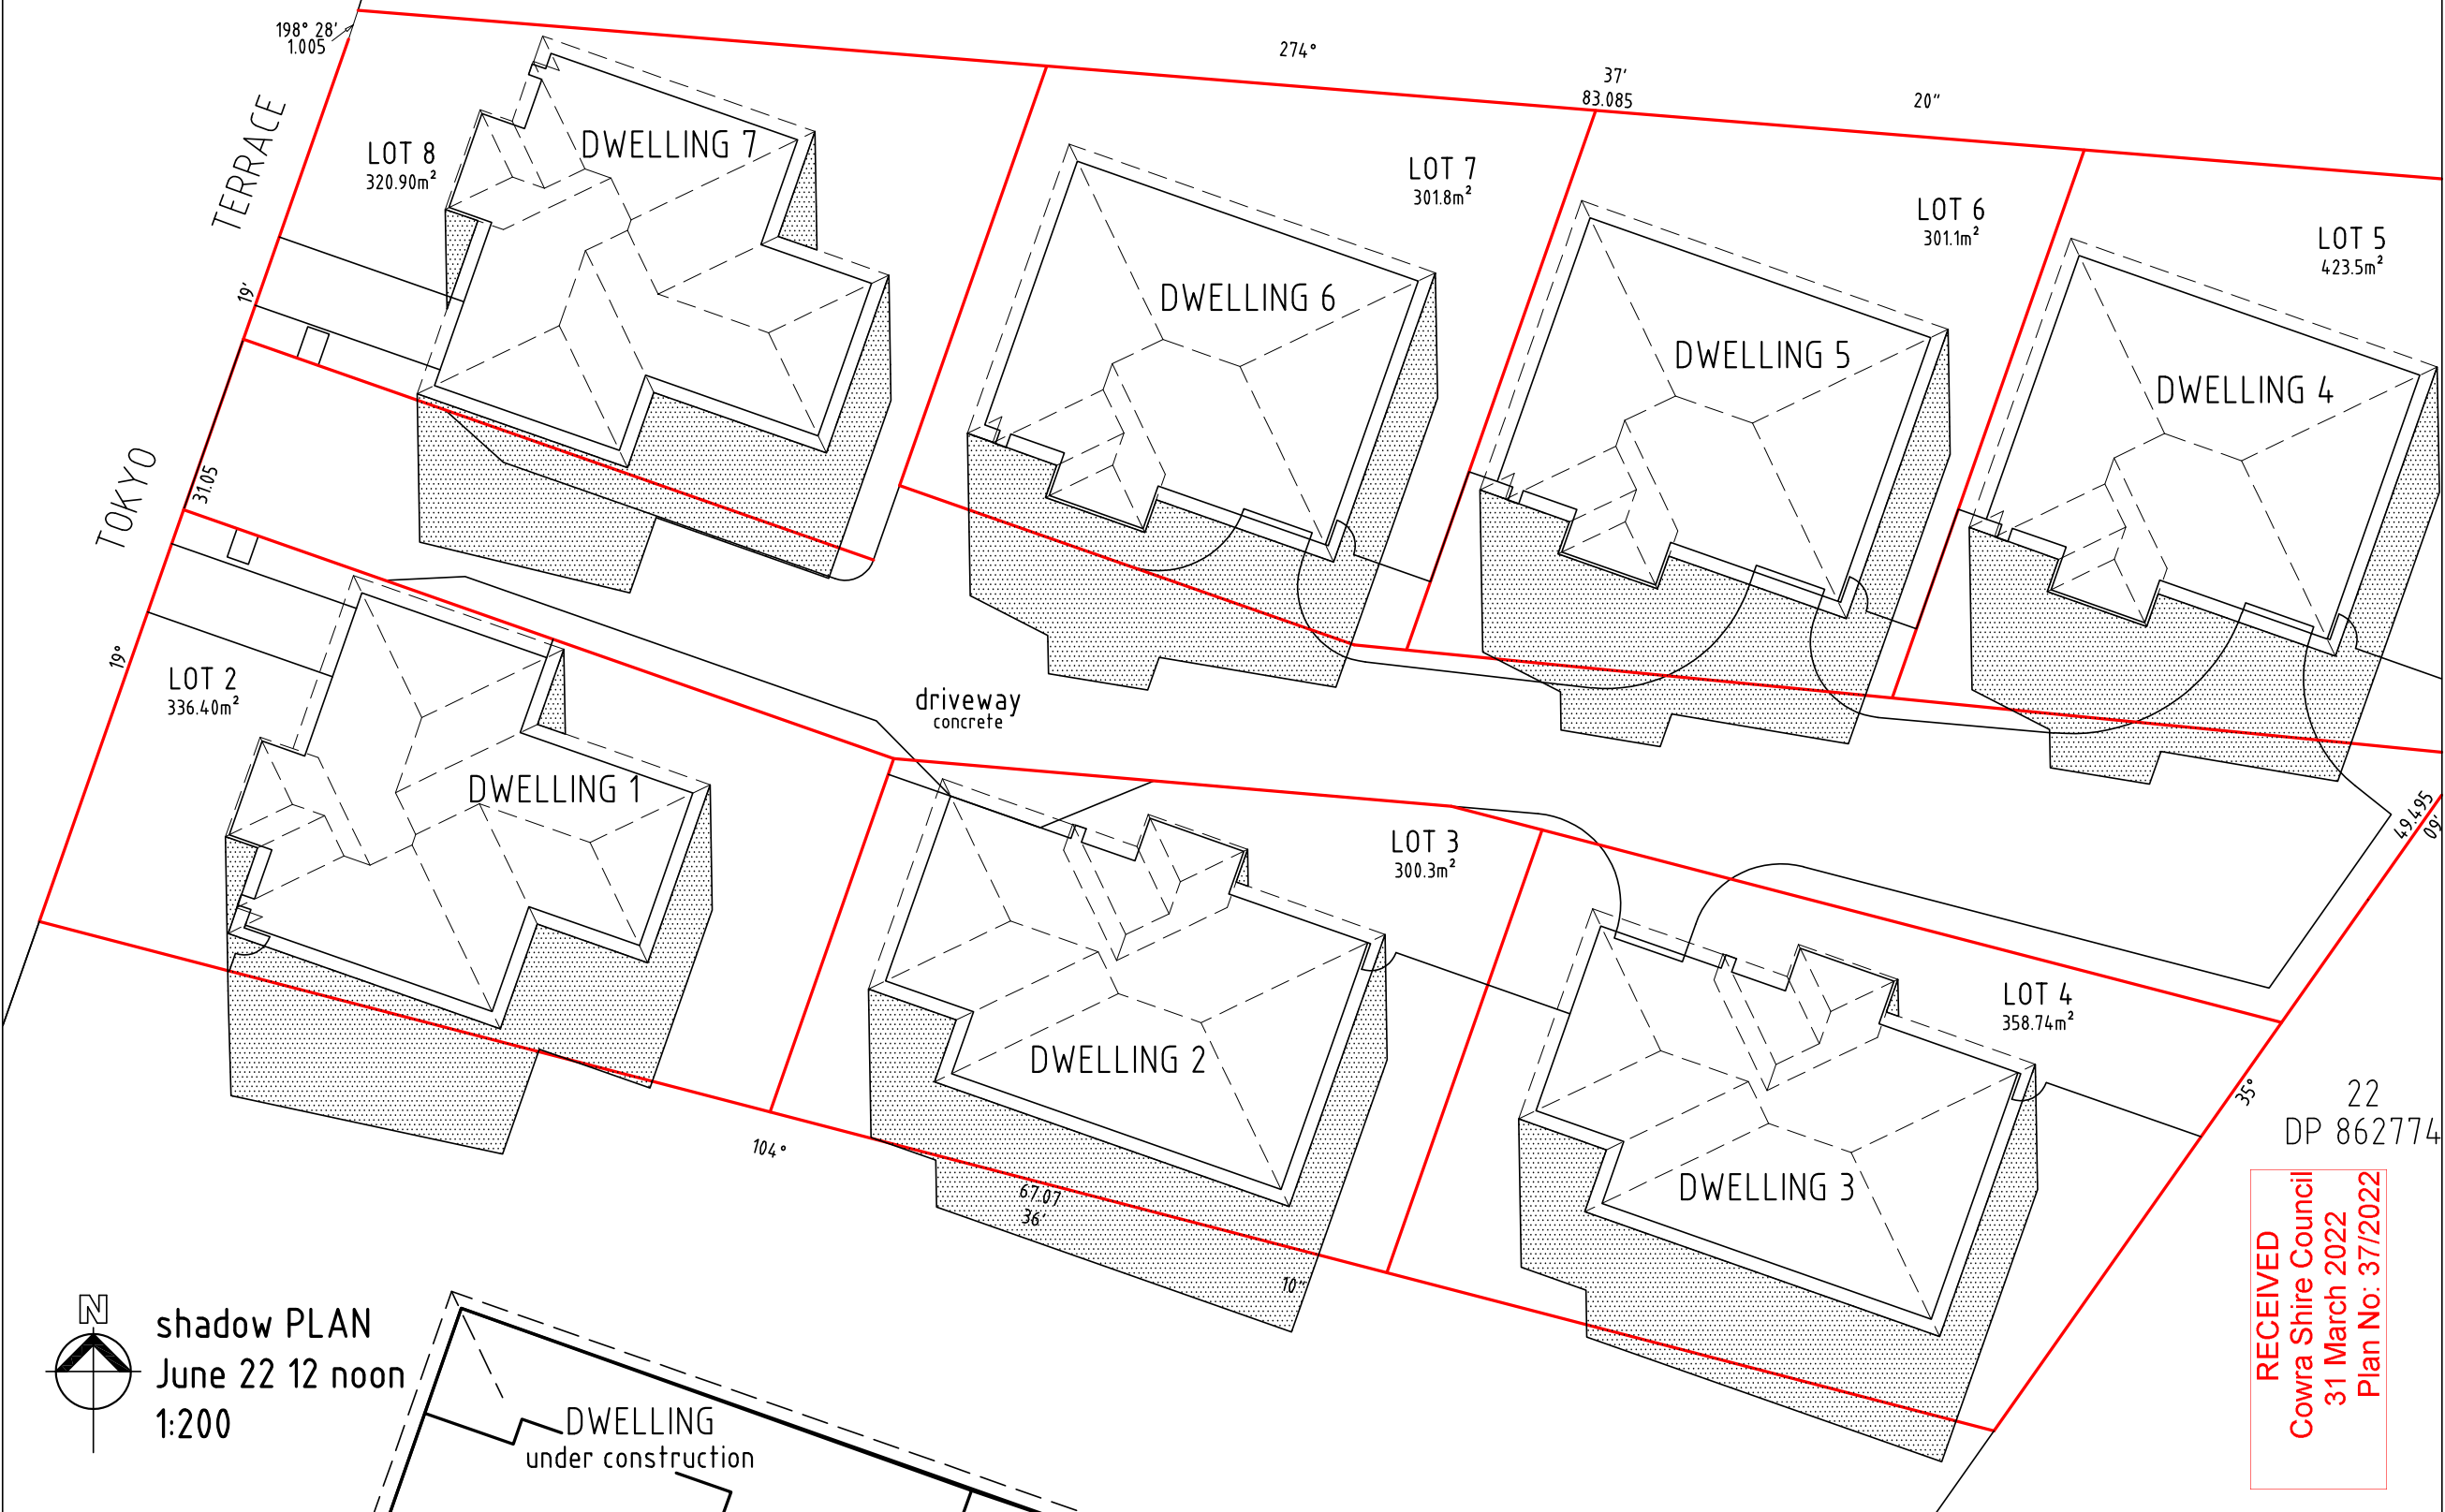 198° 28'
1.005
274°
37'
83.085
20"
TERRACE
LOT 8
320.90m²
DWELLING 7
LOT 7
301.8m²
LOT 6
301.1m²
LOT 5
423.5m²
DWELLING 6
DWELLING 5
DWELLING 4
19'
TOKYO
31.05
19°
LOT 2
336.40m²
driveway
concrete
DWELLING 1
LOT 3
300.3m²
49.495
09'
LOT 4
358.74m²
DWELLING 2
DWELLING 3
35°
22
DP 862774
104°
67.07
36'
10"
N
shadow PLAN
June 22 12 noon
1:200
DWELLING
under construction
RECEIVED
Cowra Shire Council
31 March 2022
Plan No: 37/2022